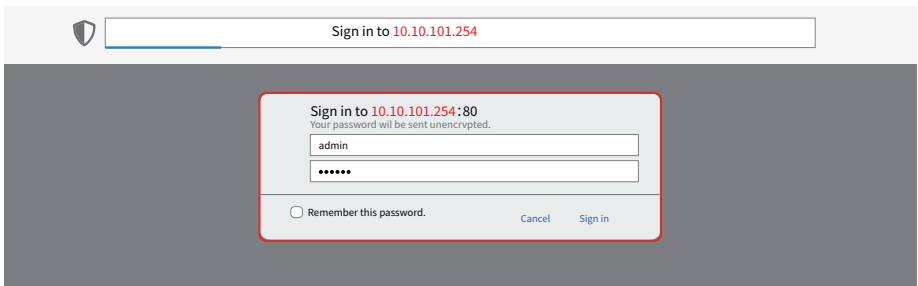 Sign in to 10.10.101.254
Sign in to 10.10.101.254:80
Your password wil be sent unencrvpted.
admin
••••••
Remember this password.
Cancel Sign in